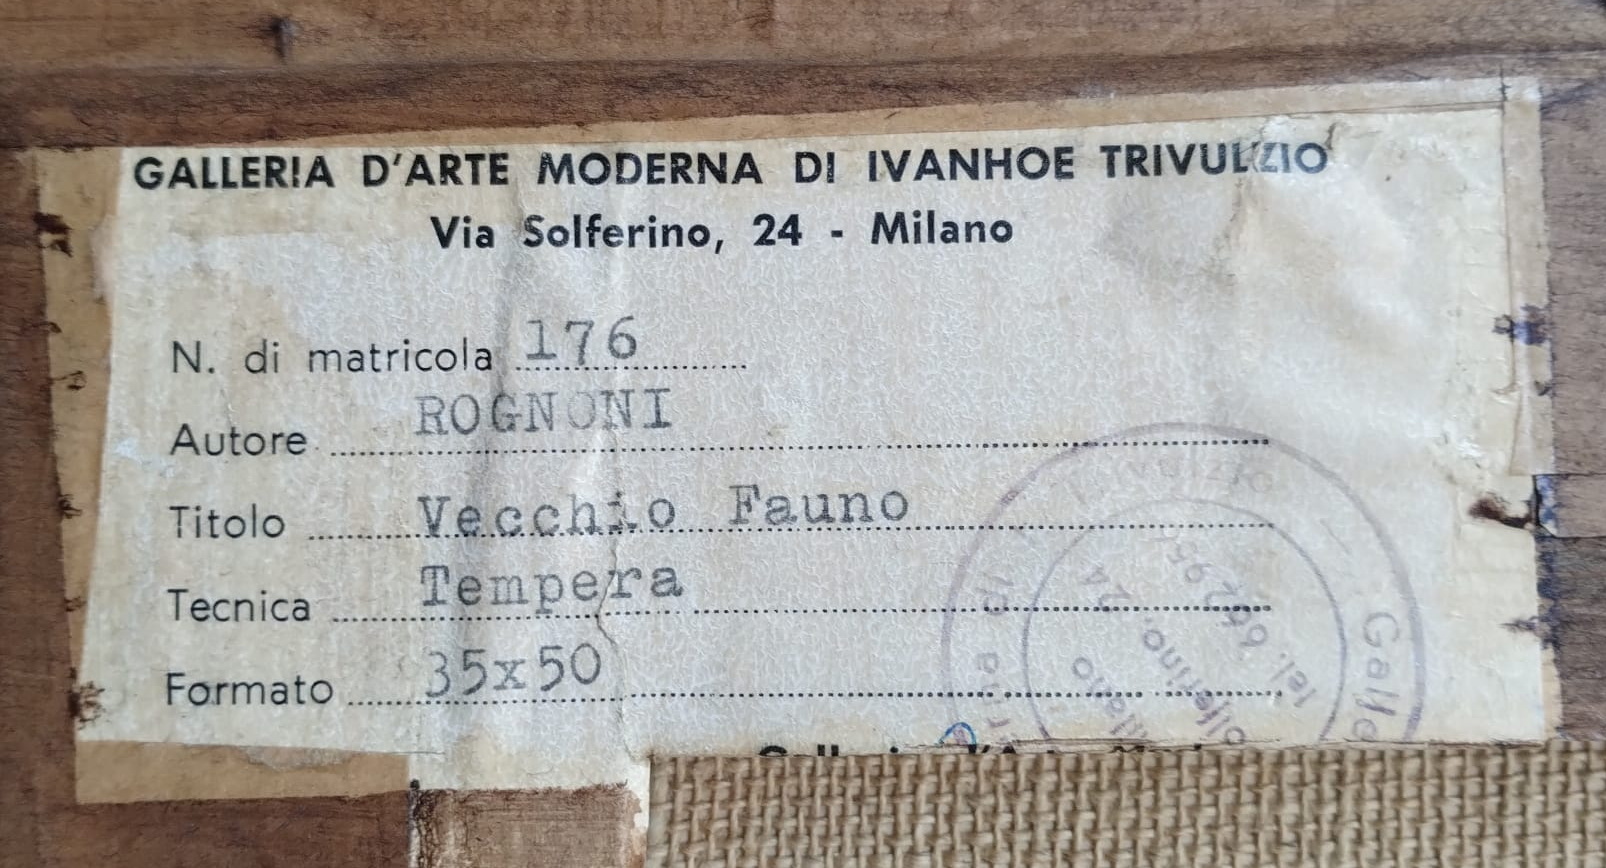 GALLERIA D'ARTE MODERNA DI IVANHOE TRIVULZIO
Via Solferino, 24 - Milano
N. di matricola 176
Autore ROGNONI
Titolo Vecchio Fauno
Tecnica Tempera
Formato 35x50